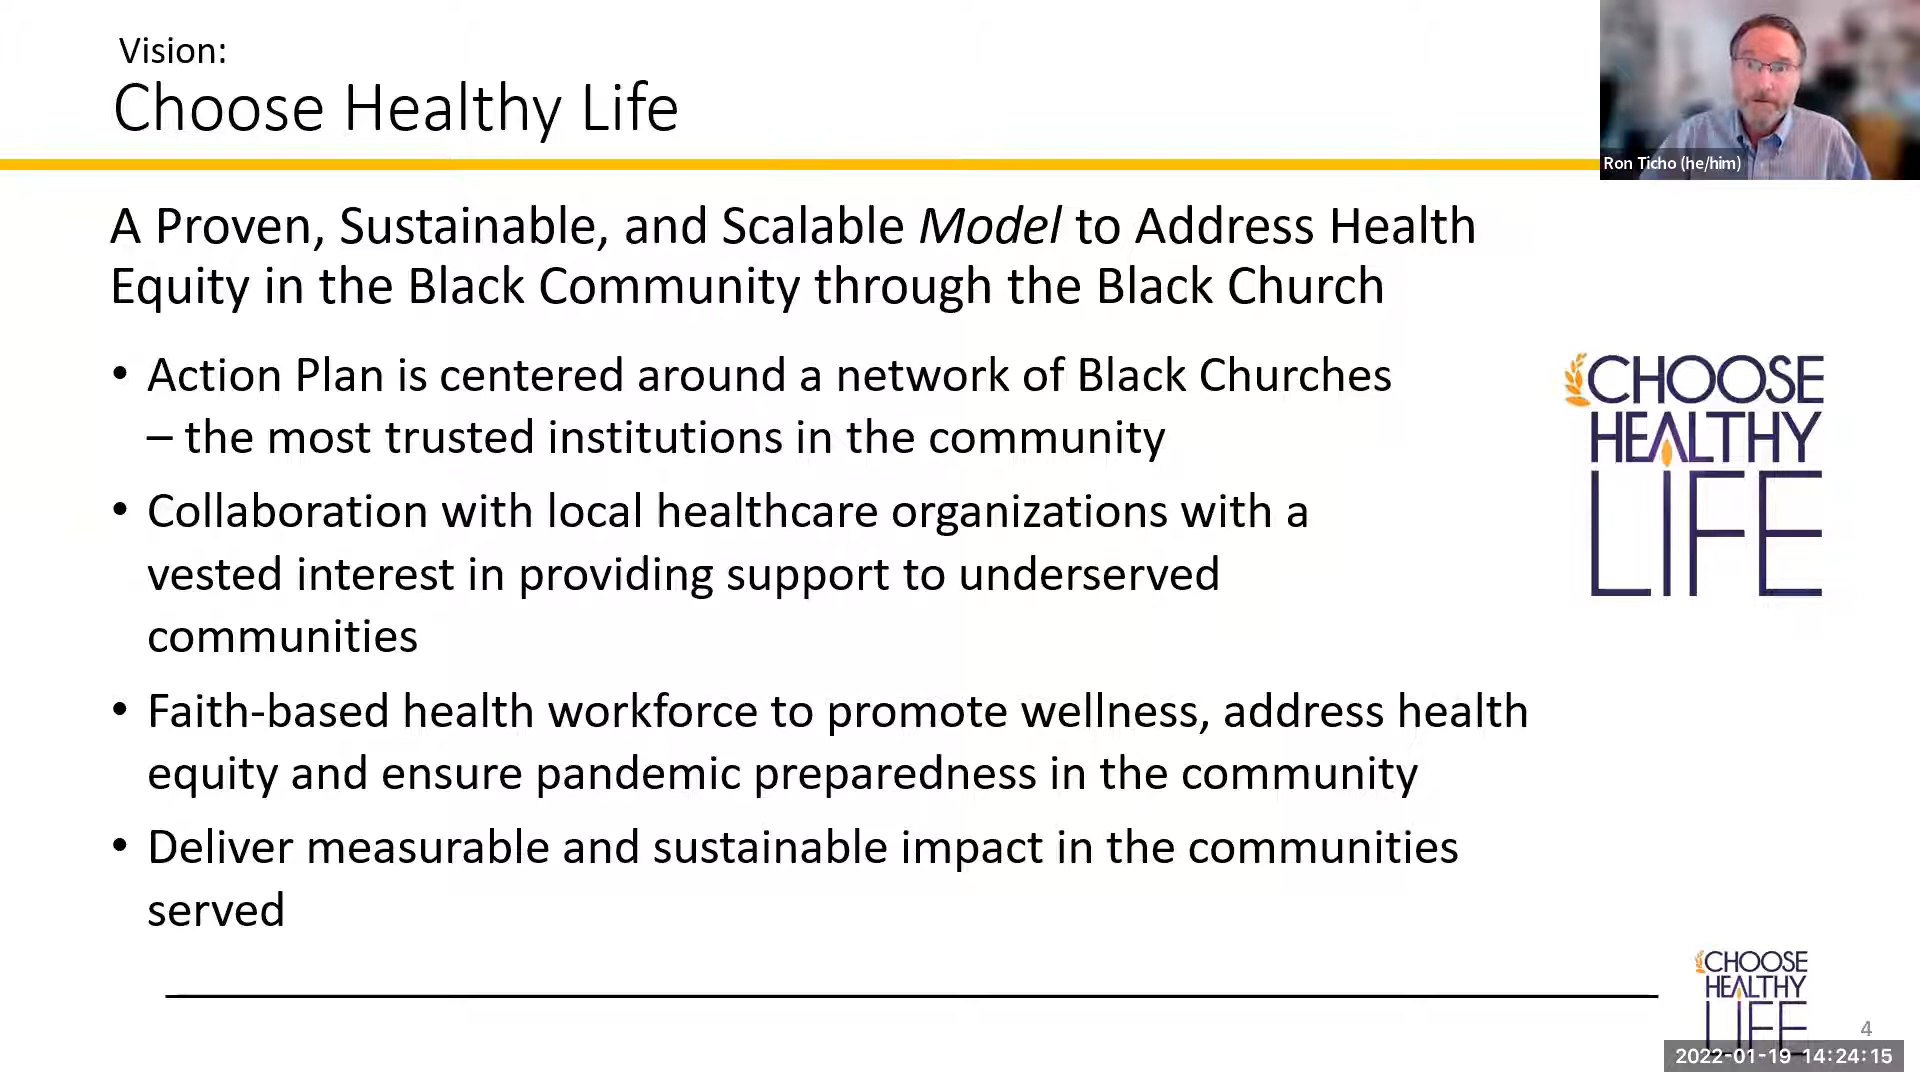 Vision:
Choose Healthy Life
Ron Ticho (he/him)
A Proven, Sustainable, and Scalable Model to Address Health
Equity in the Black Community through the Black Church
• Action Plan is centered around a network of Black Churches
– the most trusted institutions in the community
• Collaboration with local healthcare organizations with a
vested interest in providing support to underserved
communities
• Faith-based health workforce to promote wellness, address health
equity and ensure pandemic preparedness in the community
• Deliver measurable and sustainable impact in the communities
served
CHOOSE
HEALTHY
LIFE
CHOOSE
HEALTHY
LIFE
4
2022-01-19 14:24:15